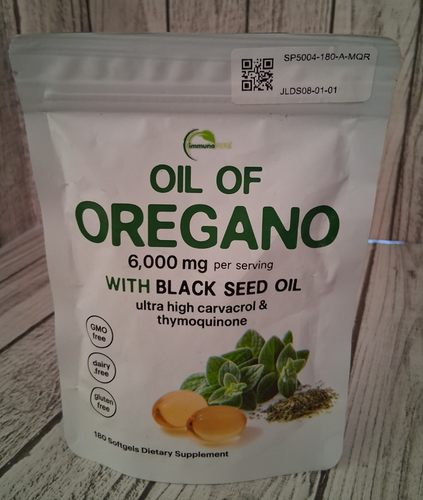 SP5004-180-A-MQR
JLDS08-01-01
OIL OF
OREGANO
6,000 mg per serving
WITH BLACK SEED OIL
ultra high carvacrol &
thymoquinone
GMO
free
dairy
free
gluten
free
180 Softgels Dietary Supplement